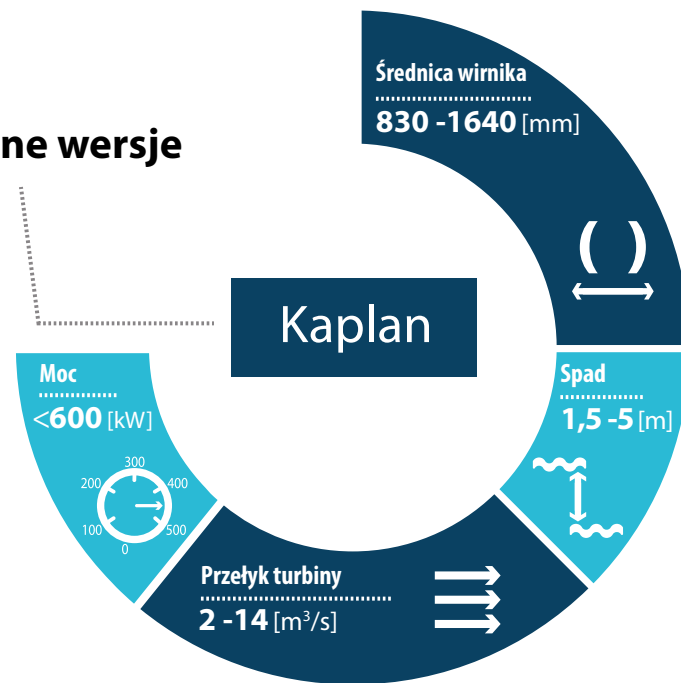 ne wersje
Średnica wirnika
830 -1640 [mm]
( )
Kaplan
Moc
<600 [kW]
300
200
400
100
500
0
Spad
1,5 -5 [m]
Przełyk turbiny
2 -14 [m³/s]